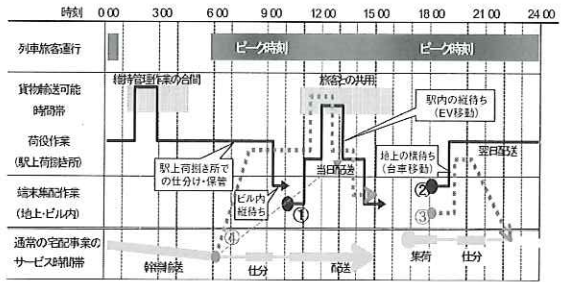 時刻 0:00 3:00 6:00 9:00 12:00 15:00 18:00 21:00 24:00
列車旅客運行
ピーク時刻
ピーク時刻
貨物輸送可能
時間帯
維持管理作業の合間
旅客との共用
駅内の縦待ち
(EV移動)
荷役作業
(駅上荷捌き所)
駅上荷捌き所で
の仕分け・保管
当日配送
地上の横待ち
(台車移動)
翌日配送
端末集配作業
(地上・ビル内)
ビル内
縦待ち
①
②
③
④
通常の宅配事業の
サービス時間帯
幹線輸送
仕分
配送
集荷
仕分